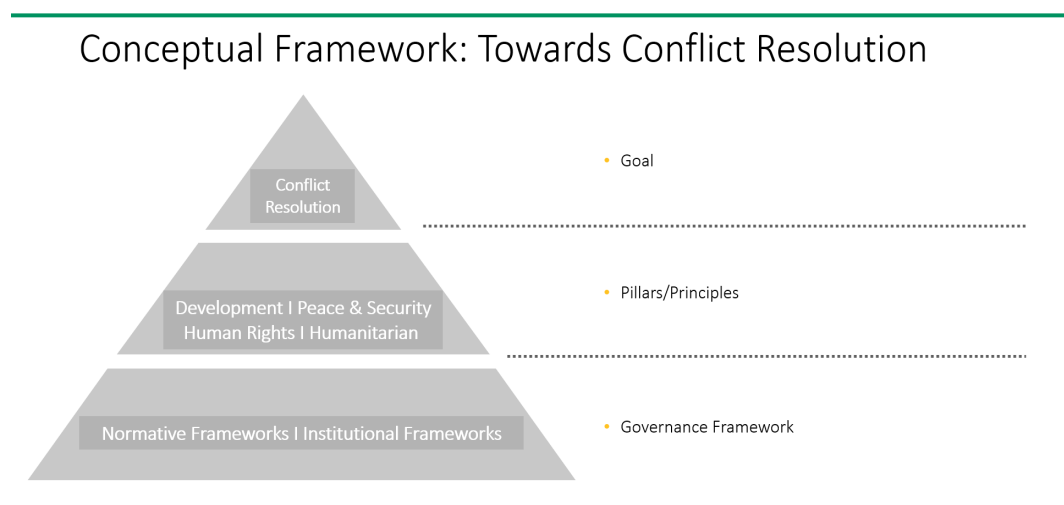 Conceptual Framework: Towards Conflict Resolution
Conflict
Resolution
• Goal
Development I Peace & Security
Human Rights I Humanitarian
• Pillars/Principles
Normative Frameworks I Institutional Frameworks
• Governance Framework